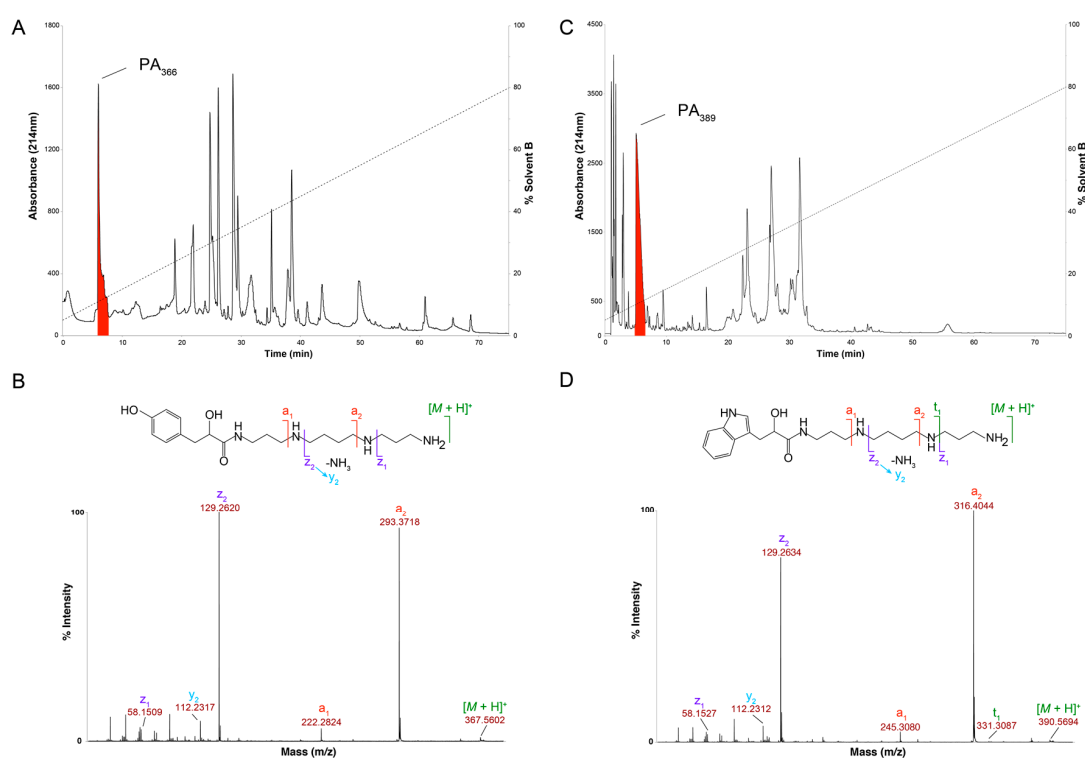 A
PA366
Absorbance (214nm)
1800
1600
1200
800
400
0
100
80
60
40
20
0
% Solvent B
0 10 20 30 40 50 60 70
Time (min)
C
PA389
Absorbance (214nm)
4500
3500
2500
1500
500
0
100
80
60
40
20
0
% Solvent B
0 10 20 30 40 50 60 70
Time (min)
B
HO
OH
O
H
N
a1
H
N
z2
-NH3
y2
a2
N
H
z1
NH2
[M + H]+
100
% Intensity
z2
129.2620
a2
293.3718
z1
58.1509
y2
112.2317
a1
222.2824
[M + H]+
367.5602
0
Mass (m/z)
D
HN
OH
O
H
N
a1
H
N
z2
-NH3
y2
a2
t1
N
H
z1
NH2
[M + H]+
100
% Intensity
z2
129.2634
a2
316.4044
z1
58.1527
y2
112.2312
a1
245.3080
t1
331.3087
[M + H]+
390.5694
0
Mass (m/z)